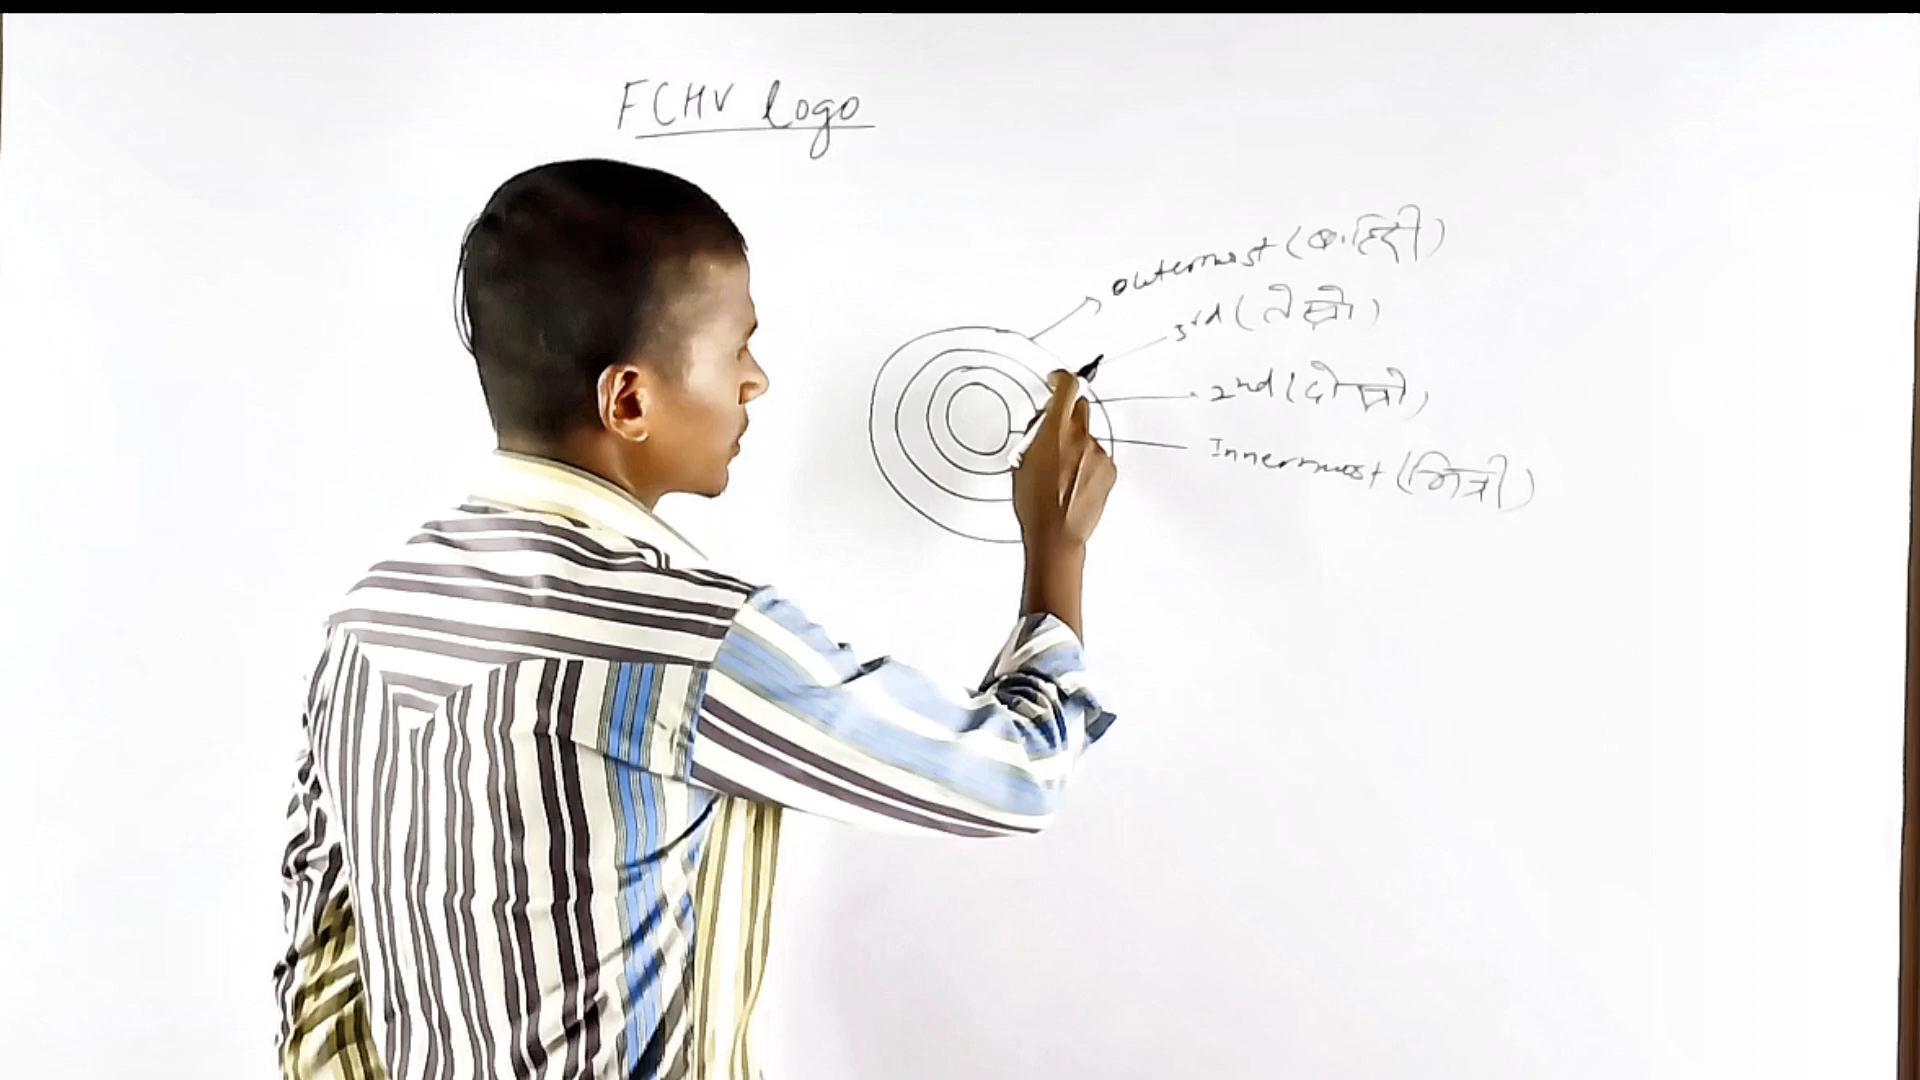 FCHV logo
outermost (बाहिरी)
3rd (तेस्रो)
2nd (दोस्रो)
Innermost (भित्री)